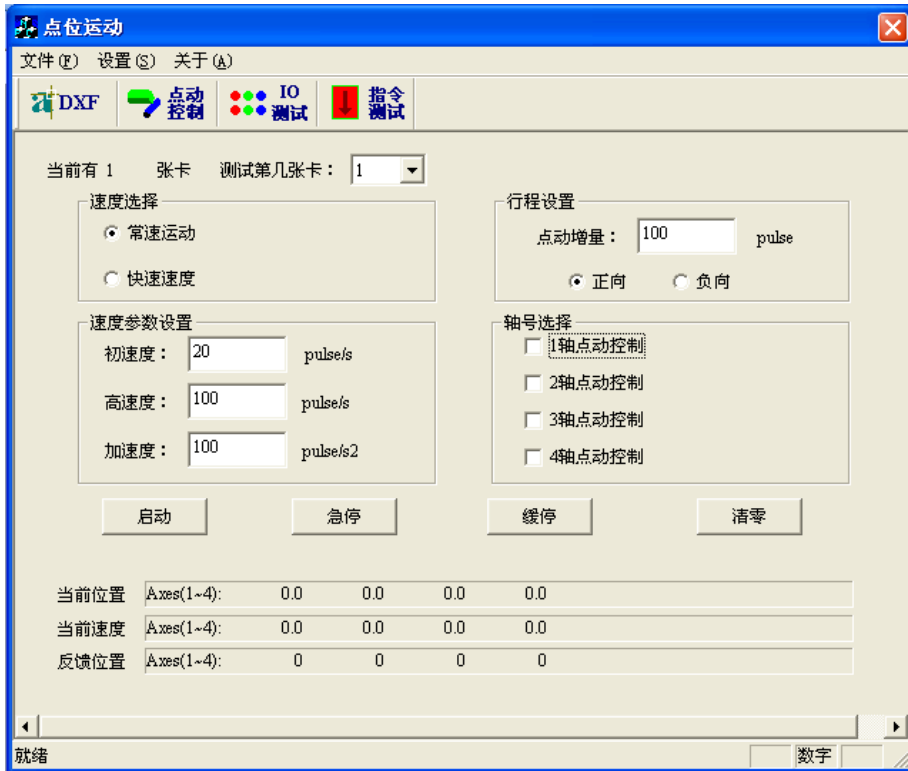 点位运动
文件(F) 设置(S) 关于(A)
DXF 点动控制 IO测试 指令测试
当前有 1 张卡 测试第几张卡： 1
速度选择
常速运动
快速速度
行程设置
点动增量： 100 pulse
正向 负向
速度参数设置
初速度： 20 pulse/s
高速度： 100 pulse/s
加速度： 100 pulse/s2
轴号选择
1轴点动控制
2轴点动控制
3轴点动控制
4轴点动控制
启动 急停 缓停 清零
当前位置 Axes(1~4): 0.0 0.0 0.0 0.0
当前速度 Axes(1~4): 0.0 0.0 0.0 0.0
反馈位置 Axes(1~4): 0 0 0 0
就绪 数字